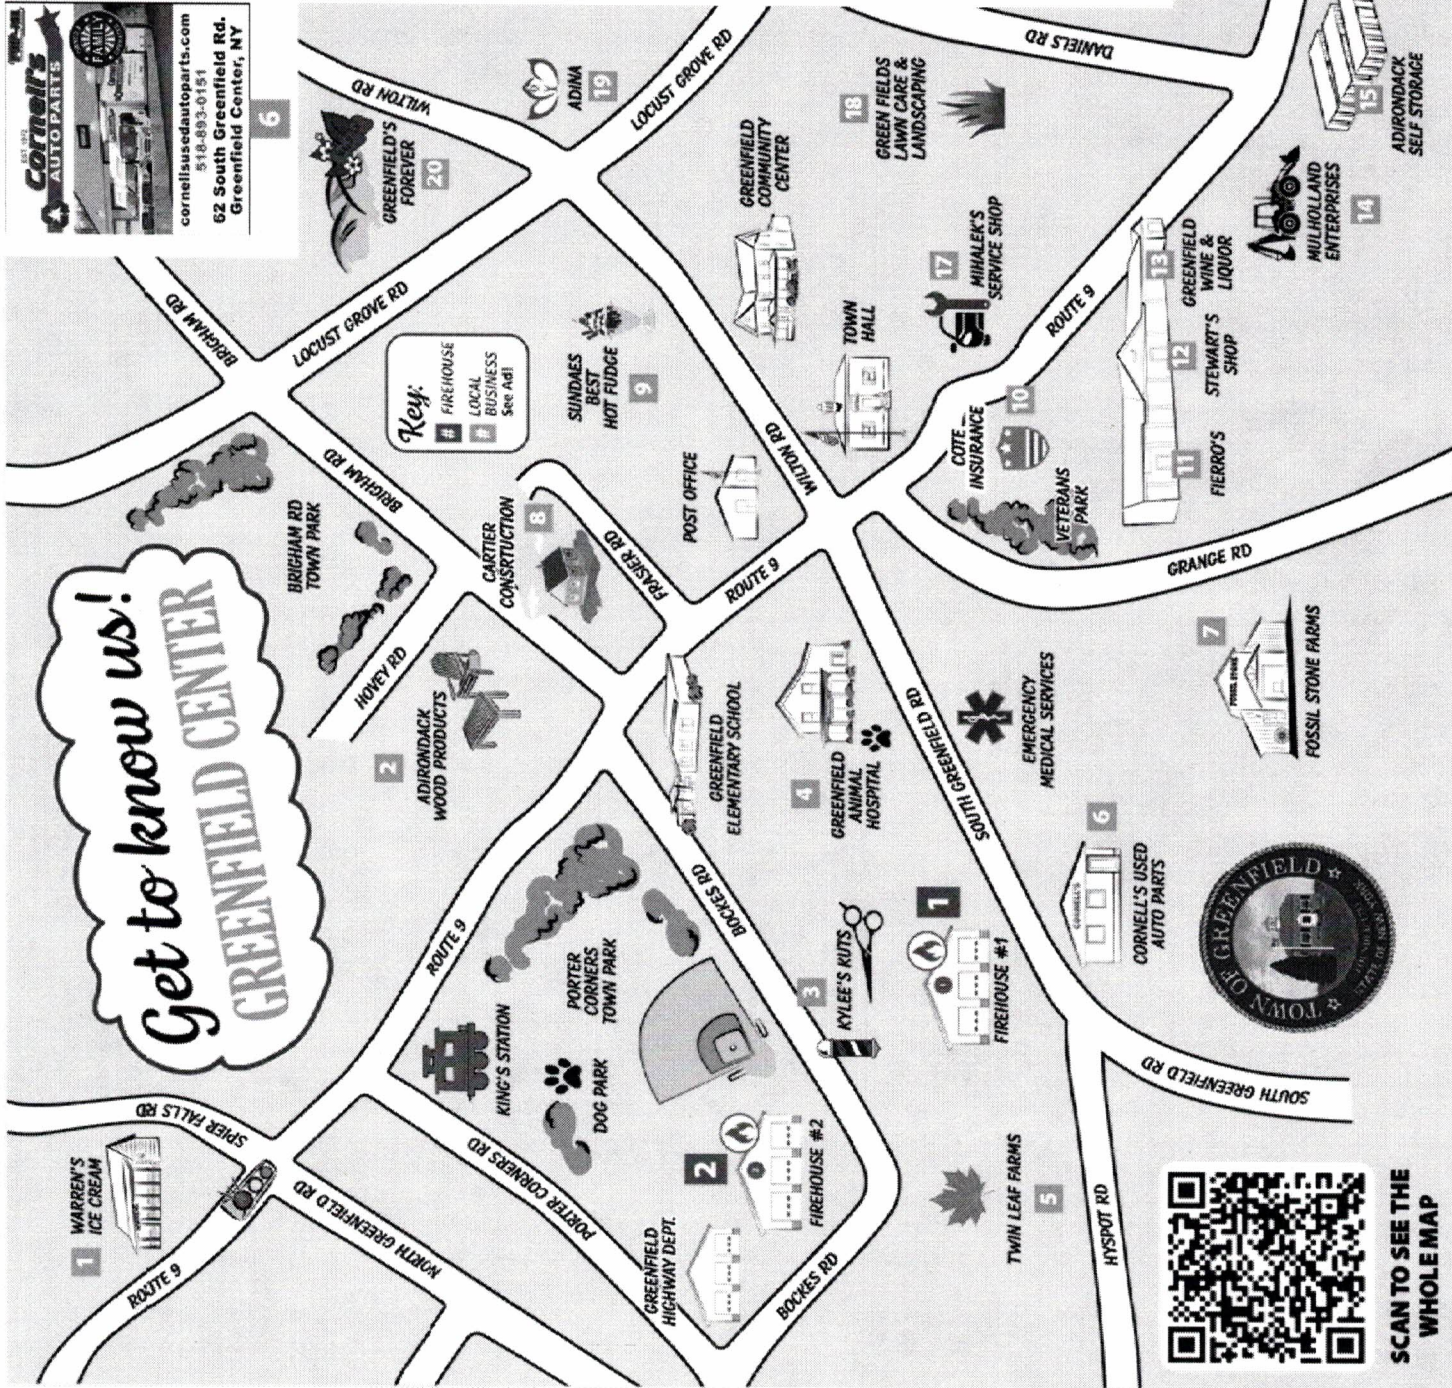 Get to know us!
GREENFIELD CENTER
EST. 1972
Cornell's
AUTO PARTS
FAMILY
cornellsusedautoparts.com
518-893-0151
62 South Greenfield Rd.
Greenfield Center, NY
6
Key:
# FIREHOUSE
# LOCAL
BUSINESS
See Ad!
1
WARREN'S
ICE CREAM
SPIER FALLS RD
ROUTE 9
NORTH GREENFIELD RD
PORTER CORNERS RD
KING'S STATION
DOG PARK
PORTER
CORNERS
TOWN PARK
ROUTE 9
2
ADIRONDACK
WOOD PRODUCTS
HOVEY RD
BRIGHAM RD
TOWN PARK
BRIGHAM RD
BRIGHAM RD
LOCUST GROVE RD
WILTON RD
GREENFIELD'S
FOREVER
20
ADINA
19
LOCUST GROVE RD
DANIELS RD
CARTIER
CONSRTUCTION
8
FRASIER RD
SUNDAES
BEST
HOT FUDGE
9
POST OFFICE
WILTON RD
GREENFIELD
COMMUNITY
CENTER
TOWN
HALL
18
GREEN FIELDS
LAWN CARE &
LANDSCAPING
17
MIHALEK'S
SERVICE SHOP
ROUTE 9
ROUTE 9
COTE
INSURANCE
10
VETERANS
PARK
11
FIERRO'S
12
STEWART'S
SHOP
13
GREENFIELD
WINE &
LIQUOR
14
MULHOLLAND
ENTERPRISES
15
ADIRONDACK
SELF STORAGE
GRANGE RD
GREENFIELD
ELEMENTARY SCHOOL
4
GREENFIELD
ANIMAL
HOSPITAL
BOCKES RD
3
KYLEE'S KUTS
1
FIREHOUSE #1
2
FIREHOUSE #2
GREENFIELD
HIGHWAY DEPT.
BOCKES RD
SOUTH GREENFIELD RD
EMERGENCY
MEDICAL SERVICES
7
FOSSIL STONE FARMS
6
CORNELL'S
CORNELL'S USED
AUTO PARTS
TWIN LEAF FARMS
5
HYSPOT RD
SOUTH GREENFIELD RD
TOWN OF GREENFIELD
SCAN TO SEE THE
WHOLE MAP